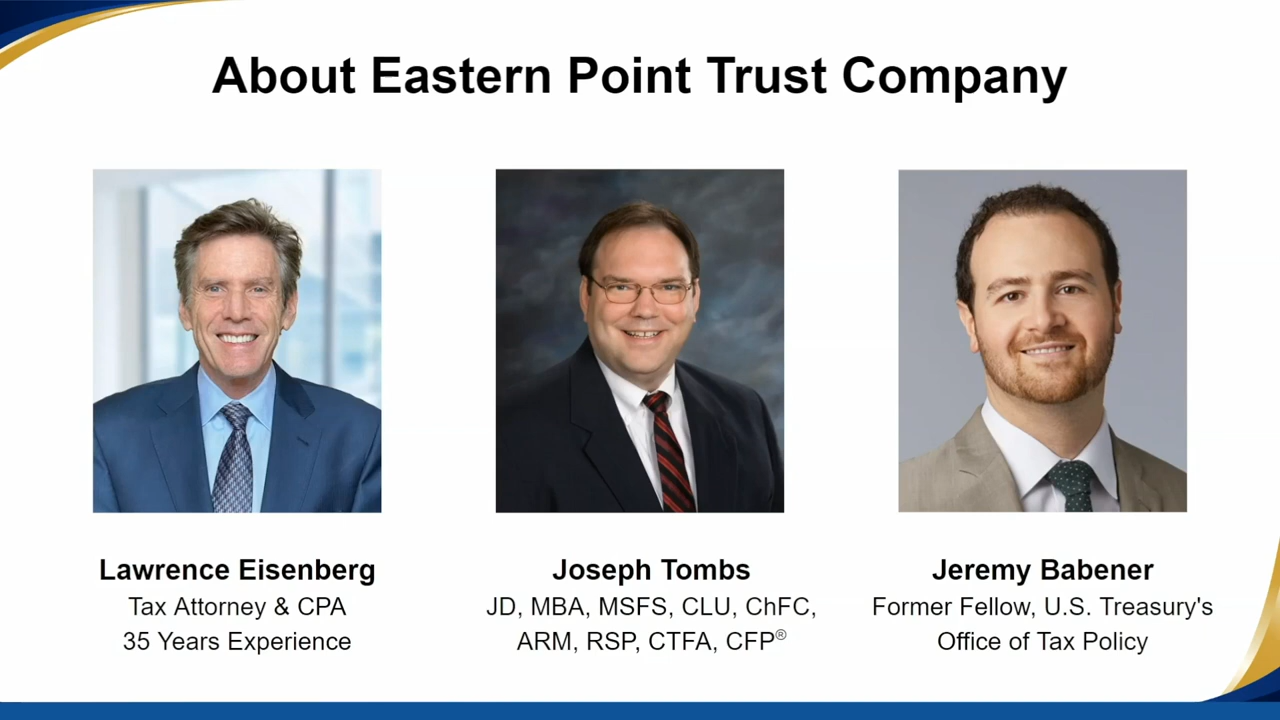 About Eastern Point Trust Company
Lawrence Eisenberg
Tax Attorney & CPA
35 Years Experience
Joseph Tombs
JD, MBA, MSFS, CLU, ChFC,
ARM, RSP, CTFA, CFP®
Jeremy Babener
Former Fellow, U.S. Treasury's
Office of Tax Policy